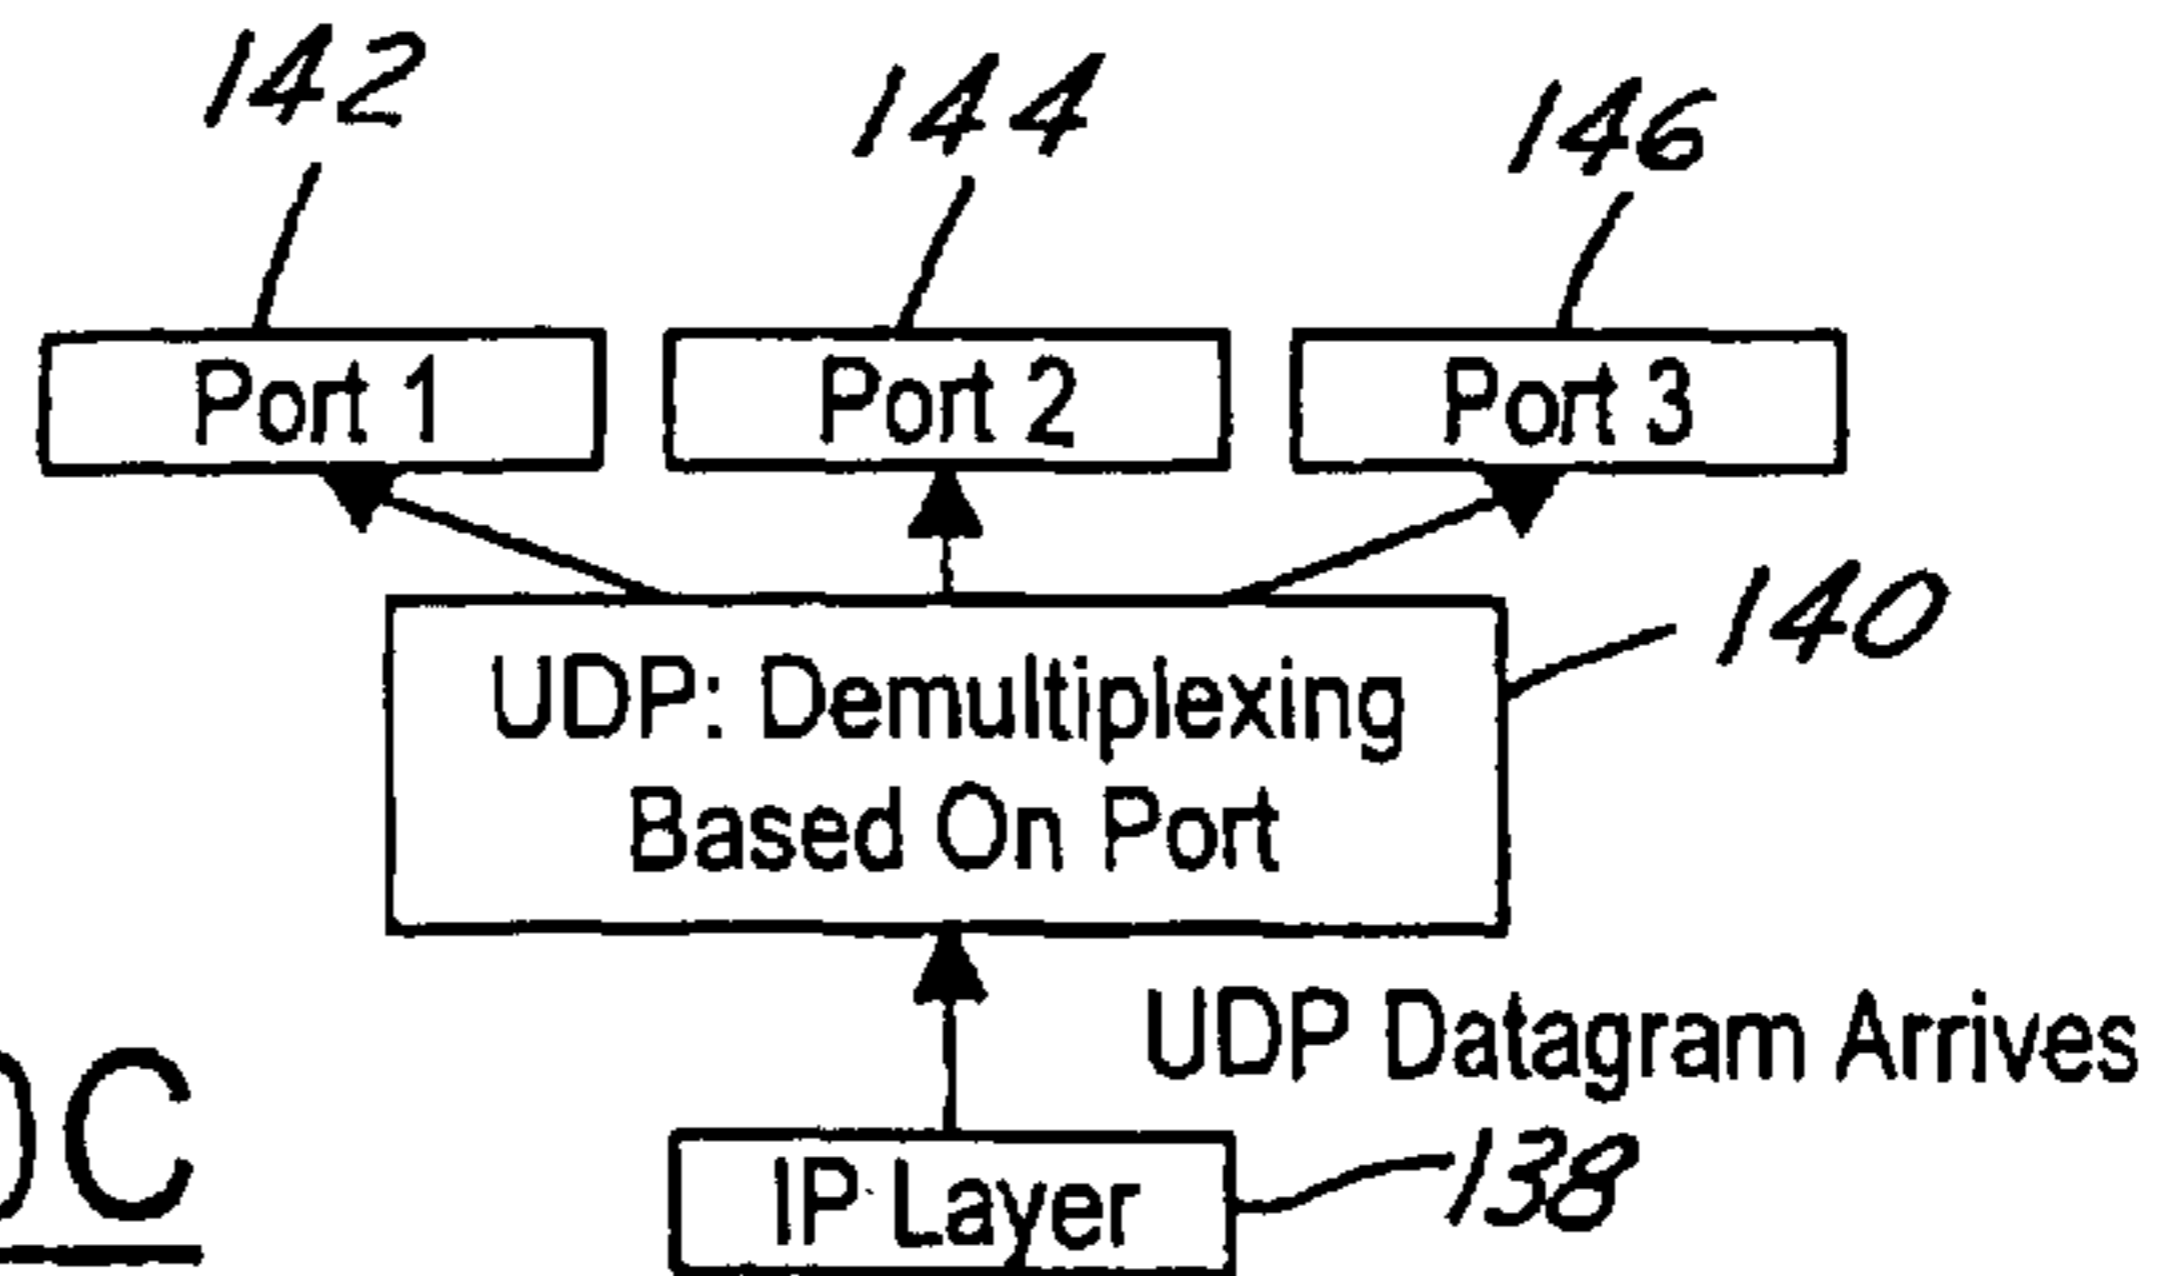 142
144
146
Port 1
Port 2
Port 3
140
UDP: Demultiplexing
Based On Port
UDP Datagram Arrives
138
IP Layer